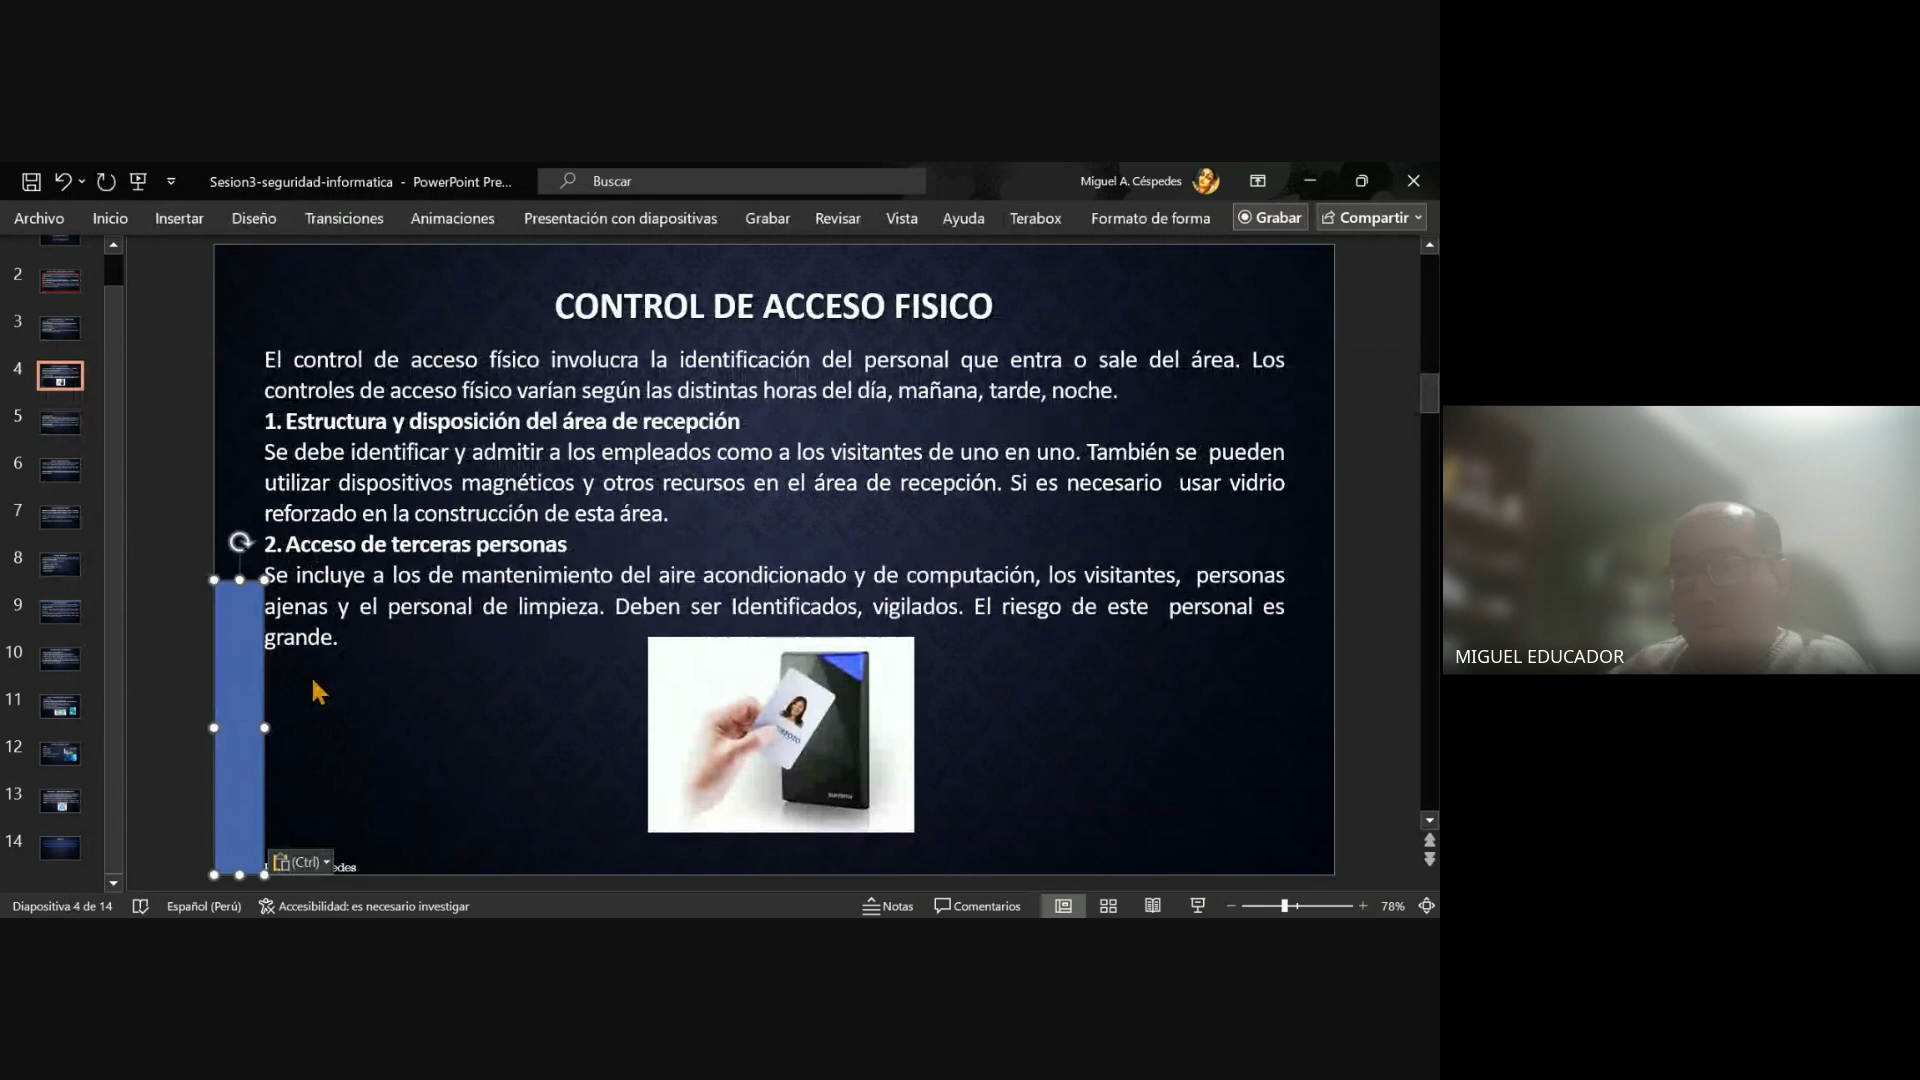 Sesion3-seguridad-informatica - PowerPoint Pre...
Buscar
Miguel A. Céspedes
Archivo Inicio Insertar Diseño Transiciones Animaciones Presentación con diapositivas Grabar Revisar Vista Ayuda Terabox Formato de forma Grabar Compartir
2
3
4
5
6
7
8
9
10
11
12
13
14
CONTROL DE ACCESO FISICO
El control de acceso físico involucra la identificación del personal que entra o sale del área. Los
controles de acceso físico varían según las distintas horas del día, mañana, tarde, noche.
1. Estructura y disposición del área de recepción
Se debe identificar y admitir a los empleados como a los visitantes de uno en uno. También se pueden
utilizar dispositivos magnéticos y otros recursos en el área de recepción. Si es necesario usar vidrio
reforzado en la construcción de esta área.
2. Acceso de terceras personas
Se incluye a los de mantenimiento del aire acondicionado y de computación, los visitantes, personas
ajenas y el personal de limpieza. Deben ser Identificados, vigilados. El riesgo de este personal es
grande.
(Ctrl)
edes
Diapositiva 4 de 14 Español (Perú) Accesibilidad: es necesario investigar Notas Comentarios 78%
MIGUEL EDUCADOR